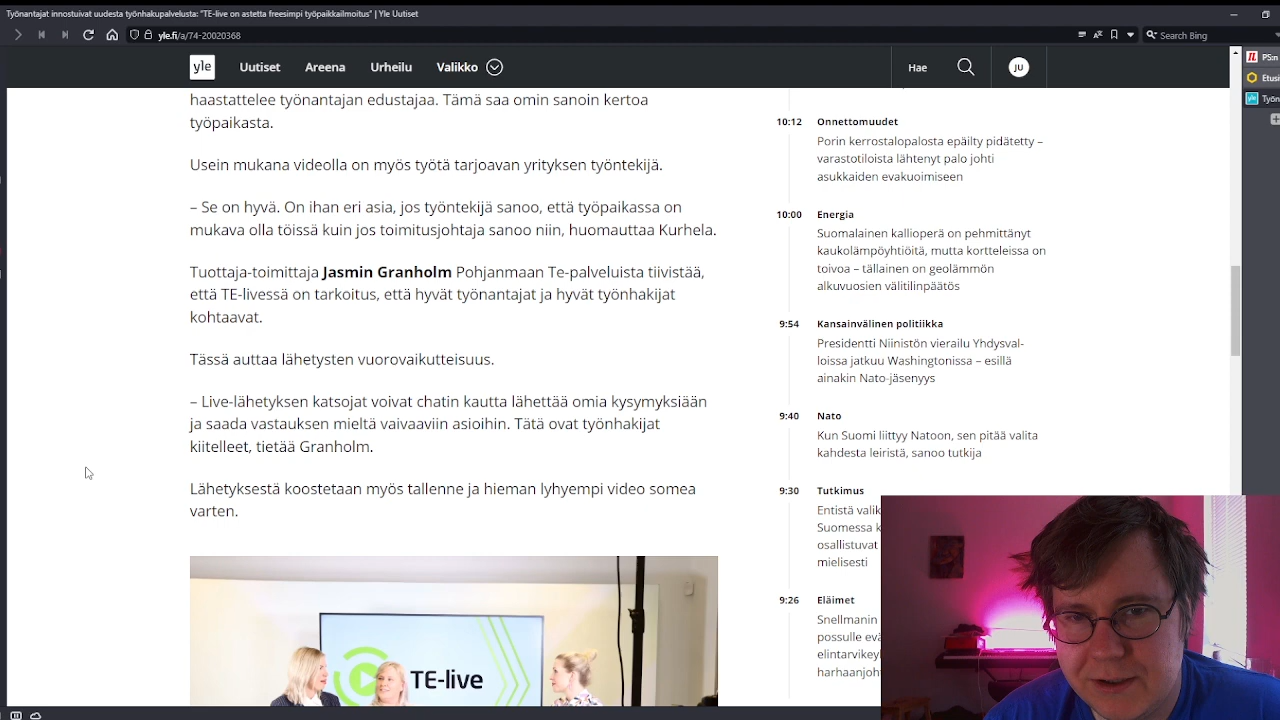 Työnantajat innostuivat uudesta työnhakupalvelusta: "TE-live on astetta freesimpi työpaikkailmoitus" | Yle Uutiset
yle.fi/a/74-20020368
Search Bing
yle
Uutiset
Areena
Urheilu
Valikko
Hae
JU
PS:n
Etusi
yle
Työn
haastattelee työnantajan edustajaa. Tämä saa omin sanoin kertoa
työpaikasta.
Usein mukana videolla on myös työtä tarjoavan yrityksen työntekijä.
– Se on hyvä. On ihan eri asia, jos työntekijä sanoo, että työpaikassa on
mukava olla töissä kuin jos toimitusjohtaja sanoo niin, huomauttaa Kurhela.
Tuottaja-toimittaja Jasmin Granholm Pohjanmaan Te-palveluista tiivistää,
että TE-livessä on tarkoitus, että hyvät työnantajat ja hyvät työnhakijat
kohtaavat.
Tässä auttaa lähetysten vuorovaikutteisuus.
– Live-lähetyksen katsojat voivat chatin kautta lähettää omia kysymyksiään
ja saada vastauksen mieltä vaivaaviin asioihin. Tätä ovat työnhakijat
kiitelleet, tietää Granholm.
Lähetyksestä koostetaan myös tallenne ja hieman lyhyempi video somea
varten.
TE-live
10:12 Onnettomuudet
Porin kerrostalopalosta epäilty pidätetty –
varastotiloista lähtenyt palo johti
asukkaiden evakuoimiseen
10:00 Energia
Suomalainen kallioperä on pehmittänyt
kaukolämpöyhtiöitä, mutta kortteleissa on
toivoa – tällainen on geolämmön
alkuvuosien välitilinpäätös
9:54 Kansainvälinen politiikka
Presidentti Niinistön vierailu Yhdysval-
loissa jatkuu Washingtonissa – esillä
ainakin Nato-jäsenyys
9:40 Nato
Kun Suomi liittyy Natoon, sen pitää valita
kahdesta leiristä, sanoo tutkija
9:30 Tutkimus
Entistä valik
Suomessa k
osallistuvat
mielisesti
9:26 Eläimet
Snellmanin
possulle evä
elintarvikeyl
harhaanjoh